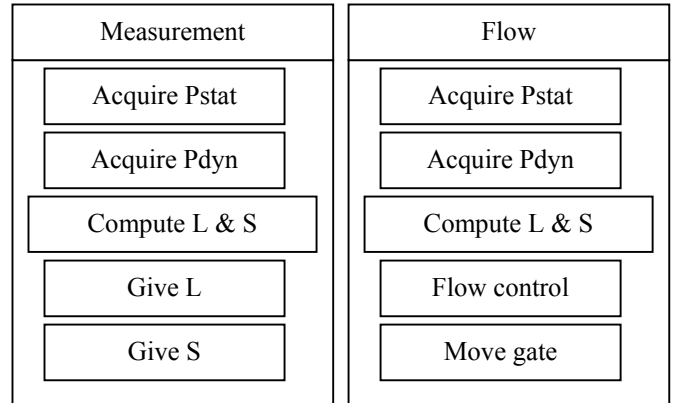 Measurement
Acquire Pstat
Acquire Pdyn
Compute L & S
Give L
Give S
Flow
Acquire Pstat
Acquire Pdyn
Compute L & S
Flow control
Move gate